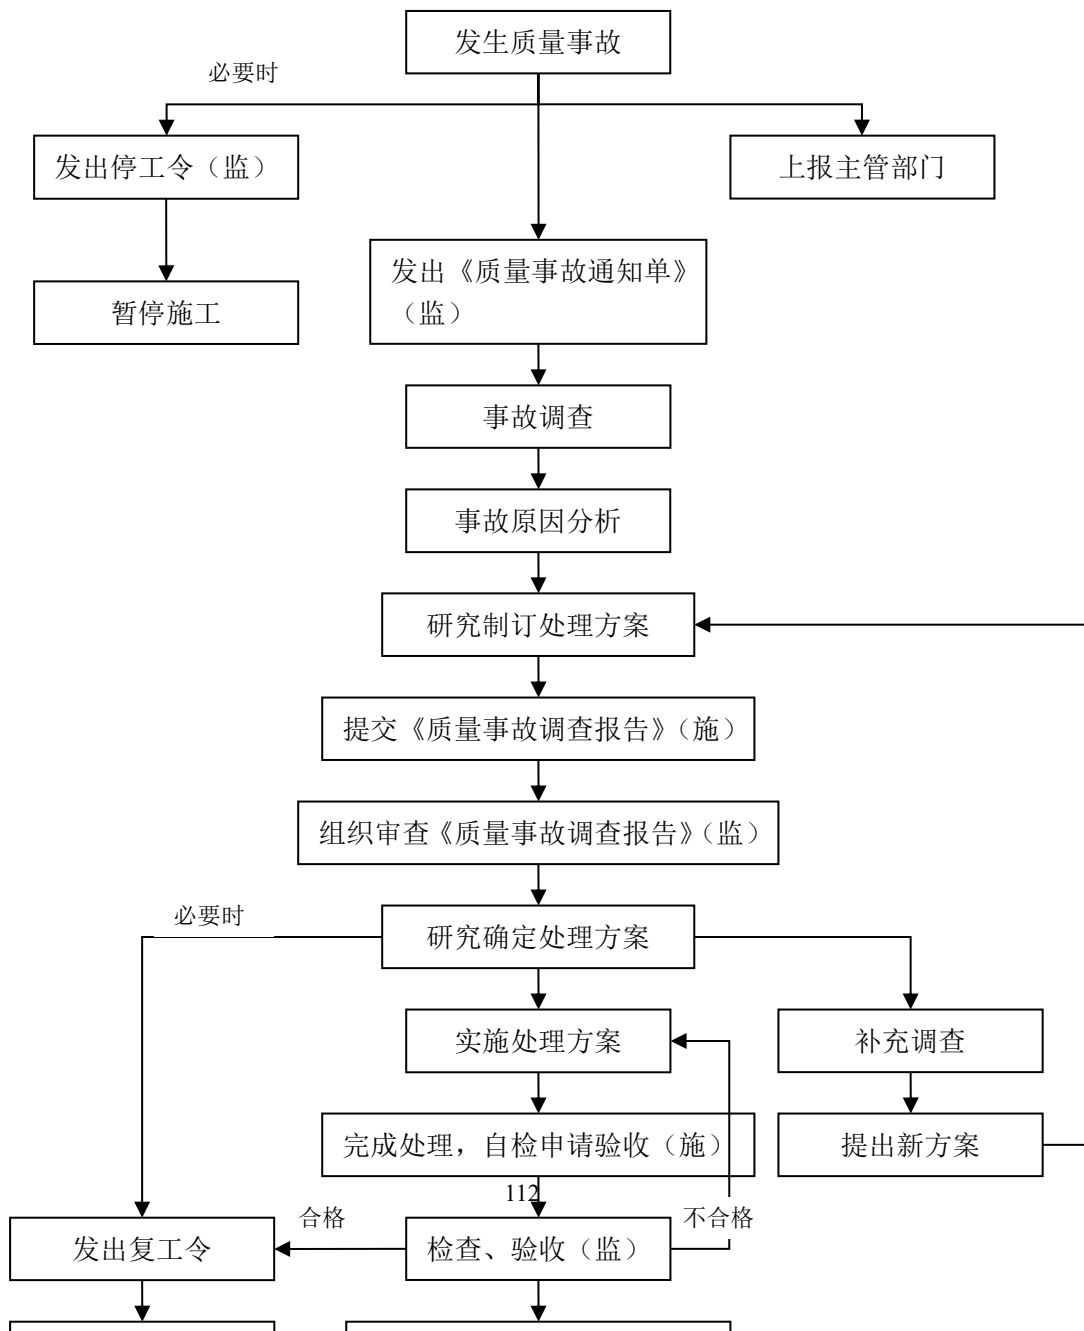 发生质量事故
必要时
发出停工令（监）
上报主管部门
发出《质量事故通知单》
（监）
暂停施工
事故调查
事故原因分析
研究制订处理方案
提交《质量事故调查报告》（施）
组织审查《质量事故调查报告》（监）
必要时
研究确定处理方案
实施处理方案
补充调查
完成处理，自检申请验收（施）
提出新方案
112
合格
不合格
发出复工令
检查、验收（监）